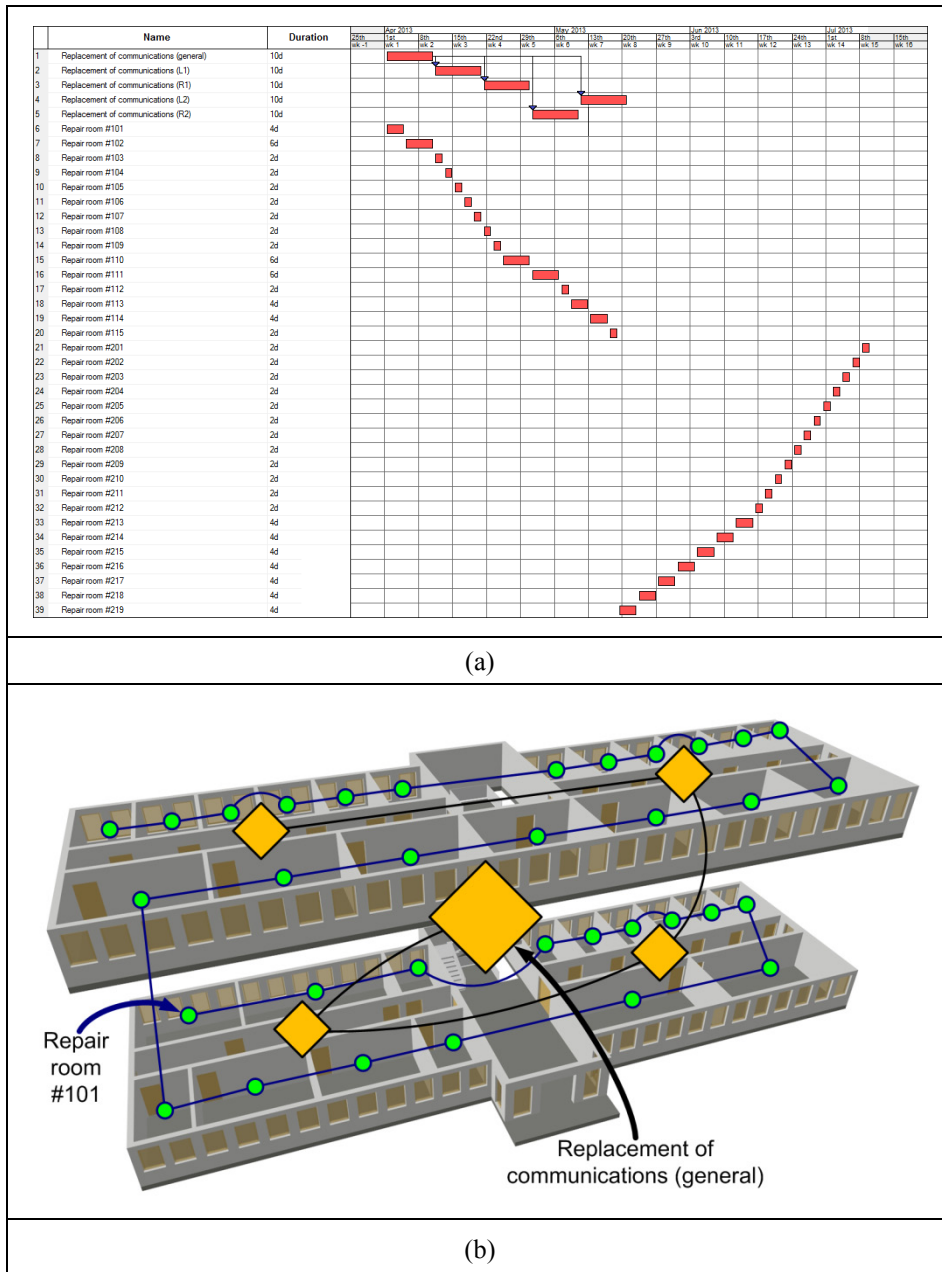 Name Duration
Apr 2013 May 2013 Jun 2013 Jul 2013
25th 1st 8th 15th 22nd 29th 6th 13th 20th 27th 3rd 10th 17th 24th 1st 8th 15th
wk -1 wk 1 wk 2 wk 3 wk 4 wk 5 wk 6 wk 7 wk 8 wk 9 wk 10 wk 11 wk 12 wk 13 wk 14 wk 15 wk 16
1 Replacement of communications (general) 10d
2 Replacement of communications (L1) 10d
3 Replacement of communications (R1) 10d
4 Replacement of communications (L2) 10d
5 Replacement of communications (R2) 10d
6 Repair room #101 4d
7 Repair room #102 6d
8 Repair room #103 2d
9 Repair room #104 2d
10 Repair room #105 2d
11 Repair room #106 2d
12 Repair room #107 2d
13 Repair room #108 2d
14 Repair room #109 2d
15 Repair room #110 6d
16 Repair room #111 6d
17 Repair room #112 2d
18 Repair room #113 4d
19 Repair room #114 4d
20 Repair room #115 2d
21 Repair room #201 2d
22 Repair room #202 2d
23 Repair room #203 2d
24 Repair room #204 2d
25 Repair room #205 2d
26 Repair room #206 2d
27 Repair room #207 2d
28 Repair room #208 2d
29 Repair room #209 2d
30 Repair room #210 2d
31 Repair room #211 2d
32 Repair room #212 2d
33 Repair room #213 4d
34 Repair room #214 4d
35 Repair room #215 4d
36 Repair room #216 4d
37 Repair room #217 4d
38 Repair room #218 4d
39 Repair room #219 4d
(a)
Repair
room
#101
Replacement of
communications (general)
(b)